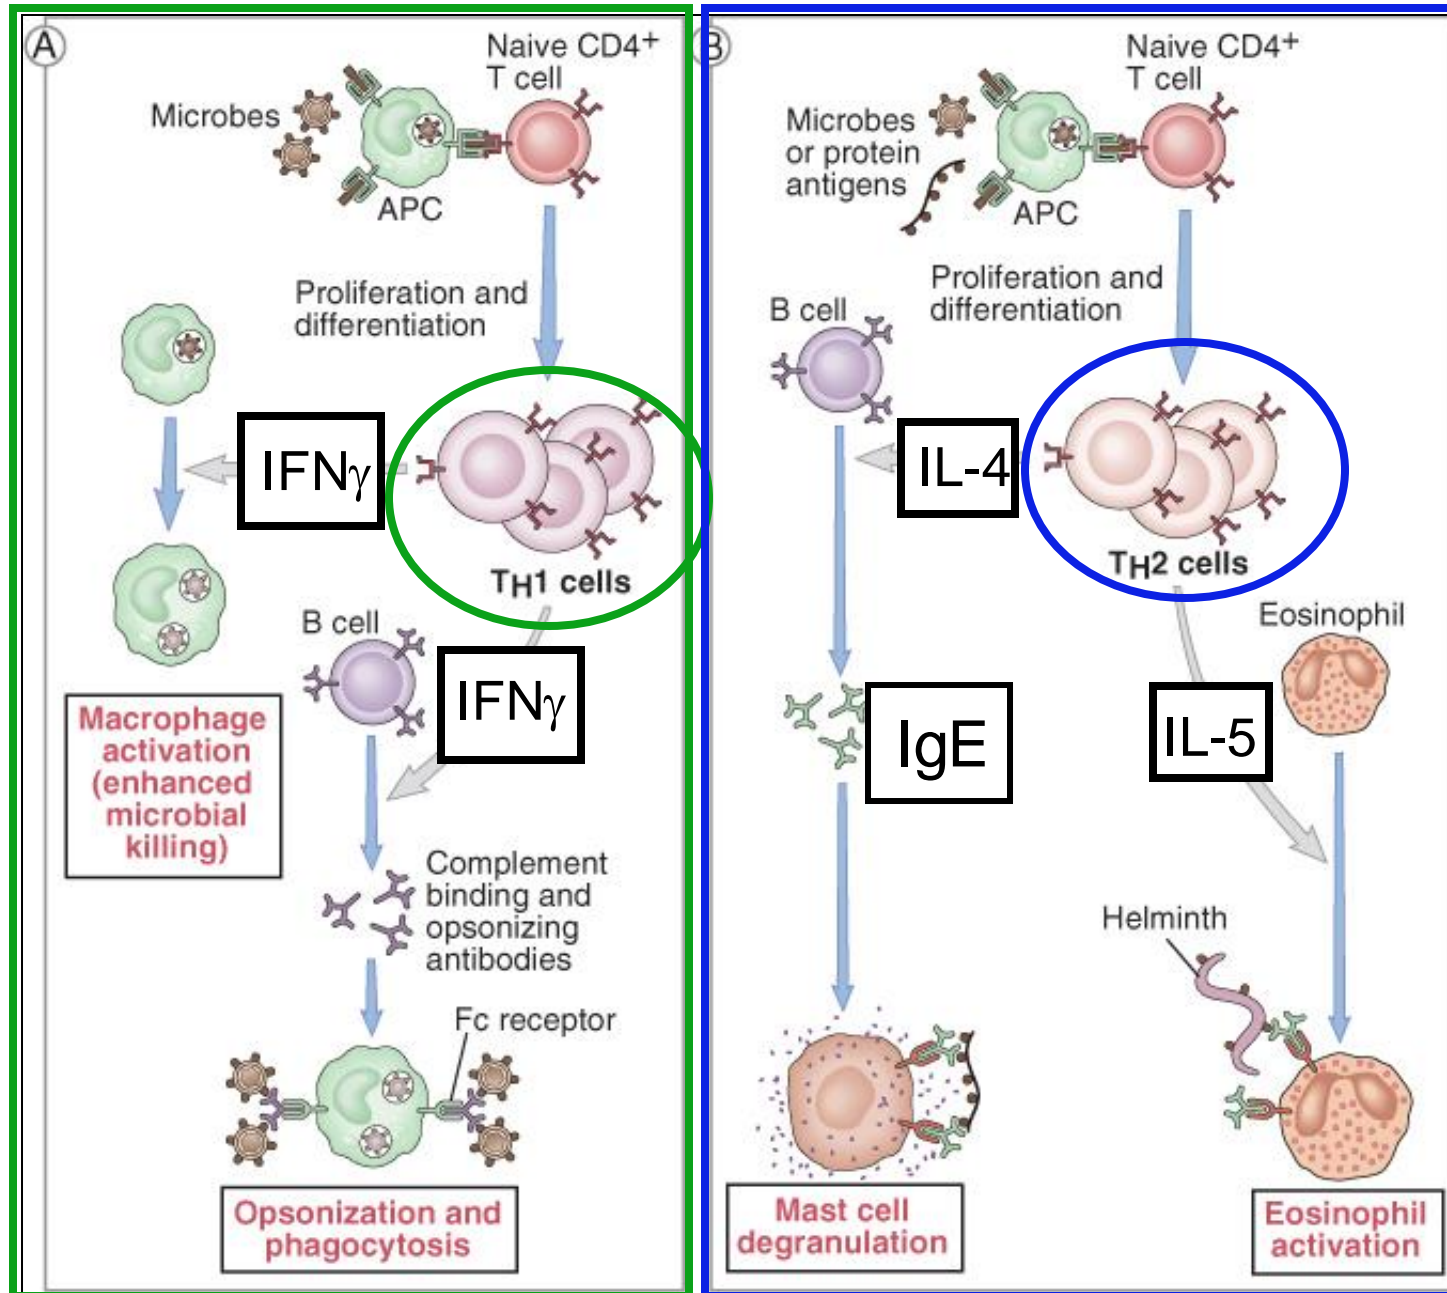 A
Naive CD4+
T cell
Microbes
APC
Proliferation and
differentiation
IFNγ
TH1 cells
B cell
IFNγ
Macrophage
activation
(enhanced
microbial
killing)
Complement
binding and
opsonizing
antibodies
Fc receptor
Opsonization and
phagocytosis
B
Naive CD4+
T cell
Microbes
or protein
antigens
APC
Proliferation and
differentiation
B cell
IL-4
TH2 cells
Eosinophil
IgE
IL-5
Helminth
Mast cell
degranulation
Eosinophil
activation